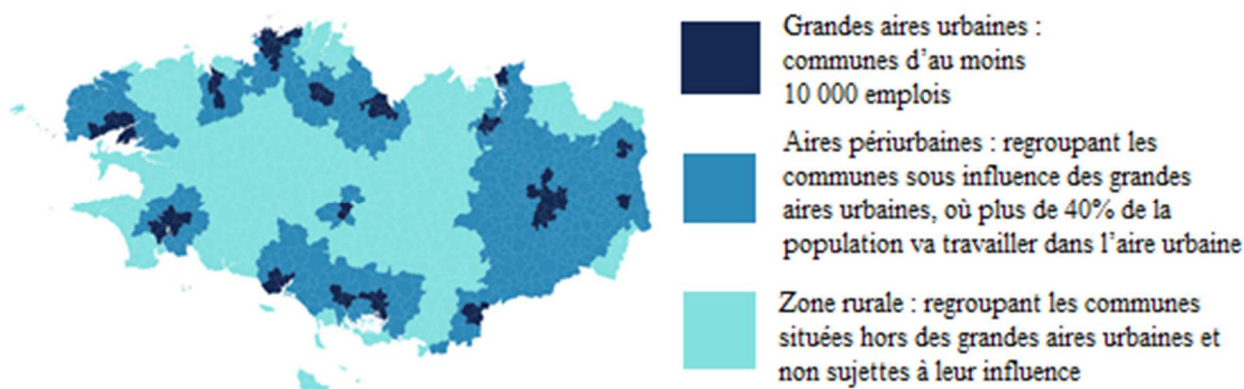 Grandes aires urbaines :
communes d’au moins
10 000 emplois
Aires périurbaines : regroupant les
communes sous influence des grandes
aires urbaines, où plus de 40% de la
population va travailler dans l’aire urbaine
Zone rurale : regroupant les communes
situées hors des grandes aires urbaines et
non sujettes à leur influence